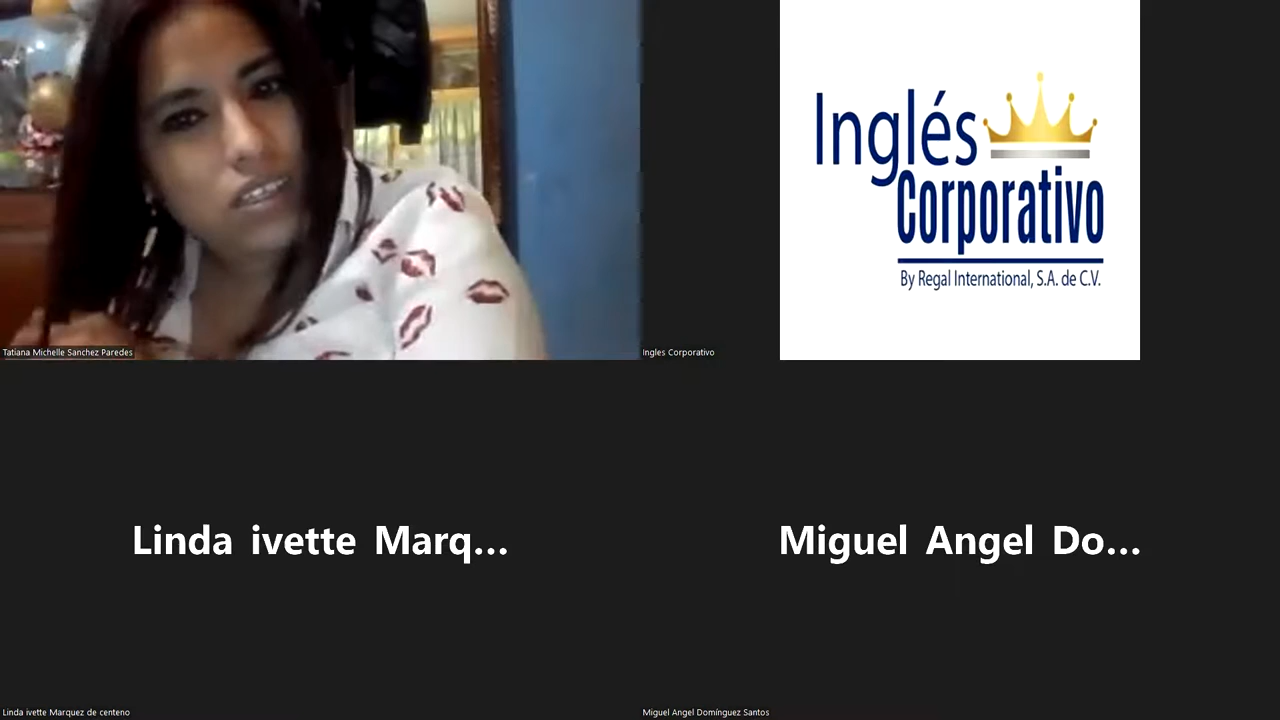 Inglés
Corporativo
By Regal International, S.A. de C.V.
Tatiana Michelle Sanchez Paredes
Ingles Corporativo
Linda ivette Marq...
Miguel Angel Do...
Linda ivette Marquez de centeno
Miguel Angel Domínguez Santos